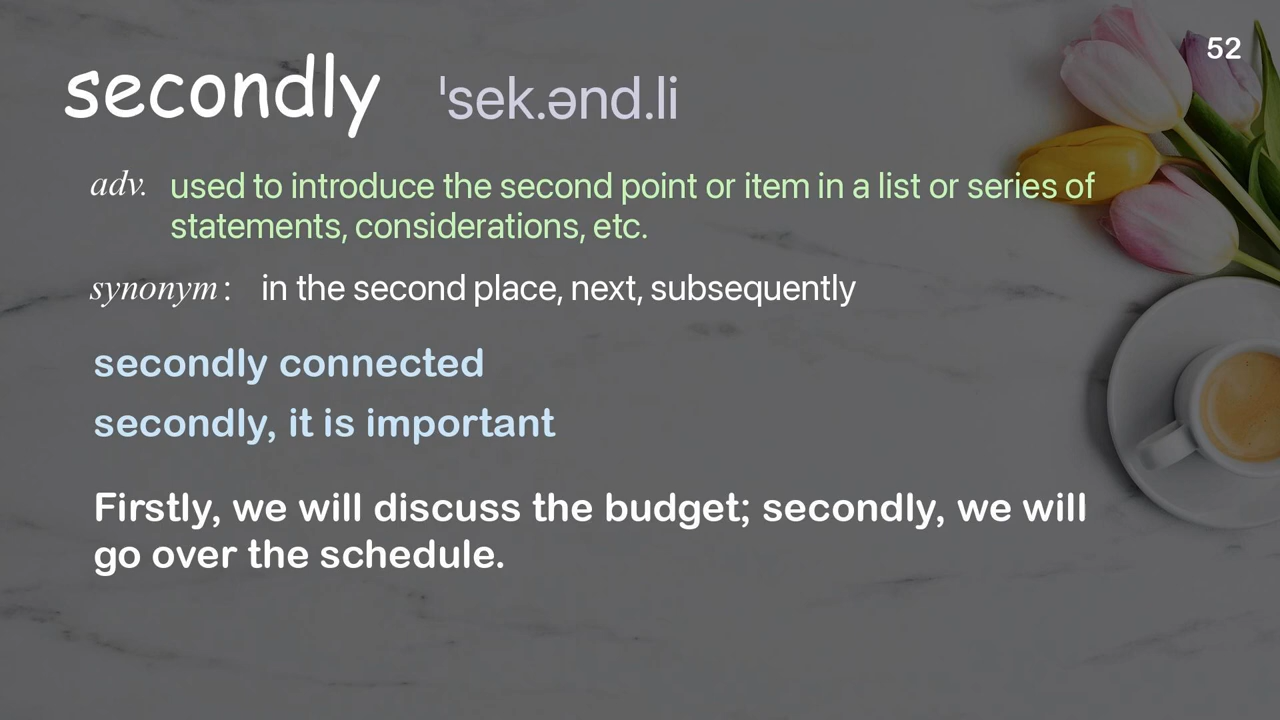 52
secondly ˈsek.ənd.li
adv. used to introduce the second point or item in a list or series of
statements, considerations, etc.
synonym : in the second place, next, subsequently
secondly connected
secondly, it is important
Firstly, we will discuss the budget; secondly, we will
go over the schedule.